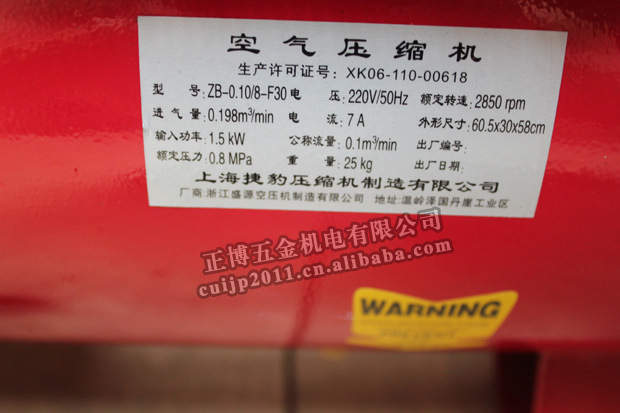 空气压缩机
生产许可证号: XK06-110-00618
型 号: ZB-0.10/8-F30 电 压: 220V/50Hz 额定转速: 2850 rpm
进 气 量: 0.198m³/min 电 流: 7 A 外形尺寸: 60.5x30x58cm
输入功率: 1.5 kW 公称流量: 0.1m³/min 出厂编号:
额定压力: 0.8 MPa 重 量: 25 kg 出厂日期:
上海捷豹压缩机制造有限公司
厂商:浙江盛源空压机制造有限公司 地址:温岭泽国丹崖工业区
正博五金机电有限公司
cuijp2011.cn.alibaba.com
WARNING